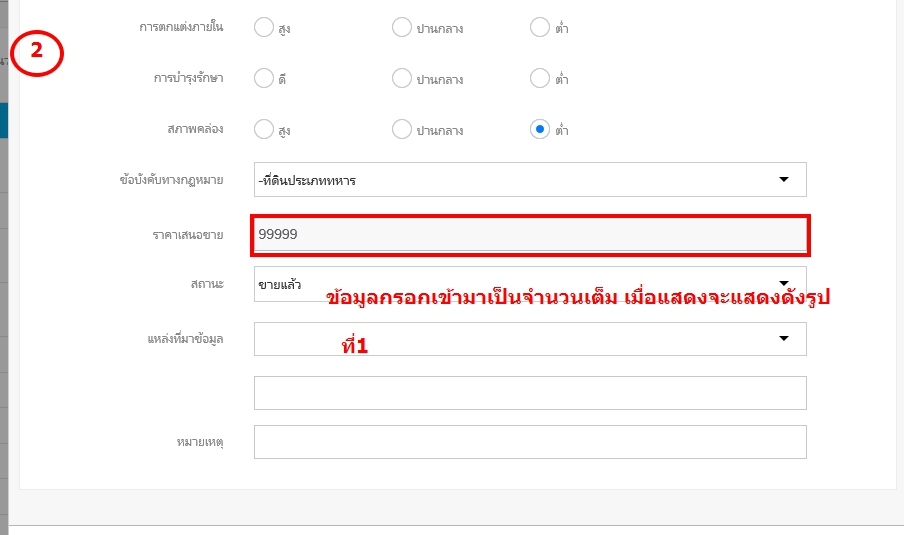 การตกแต่งภายใน สูง ปานกลาง ต่ำ
2
การบำรุงรักษา ดี ปานกลาง ต่ำ
สภาพคล่อง สูง ปานกลาง ต่ำ
ข้อบังคับทางกฎหมาย -ที่ดินประเภททหาร
ราคาเสนอขาย 99999
สถานะ ขายแล้ว
ข้อมูลกรอกเข้ามาเป็นจำนวนเต็ม เมื่อแสดงจะแสดงดังรูป
แหล่งที่มาข้อมูล
ที่1
หมายเหตุ